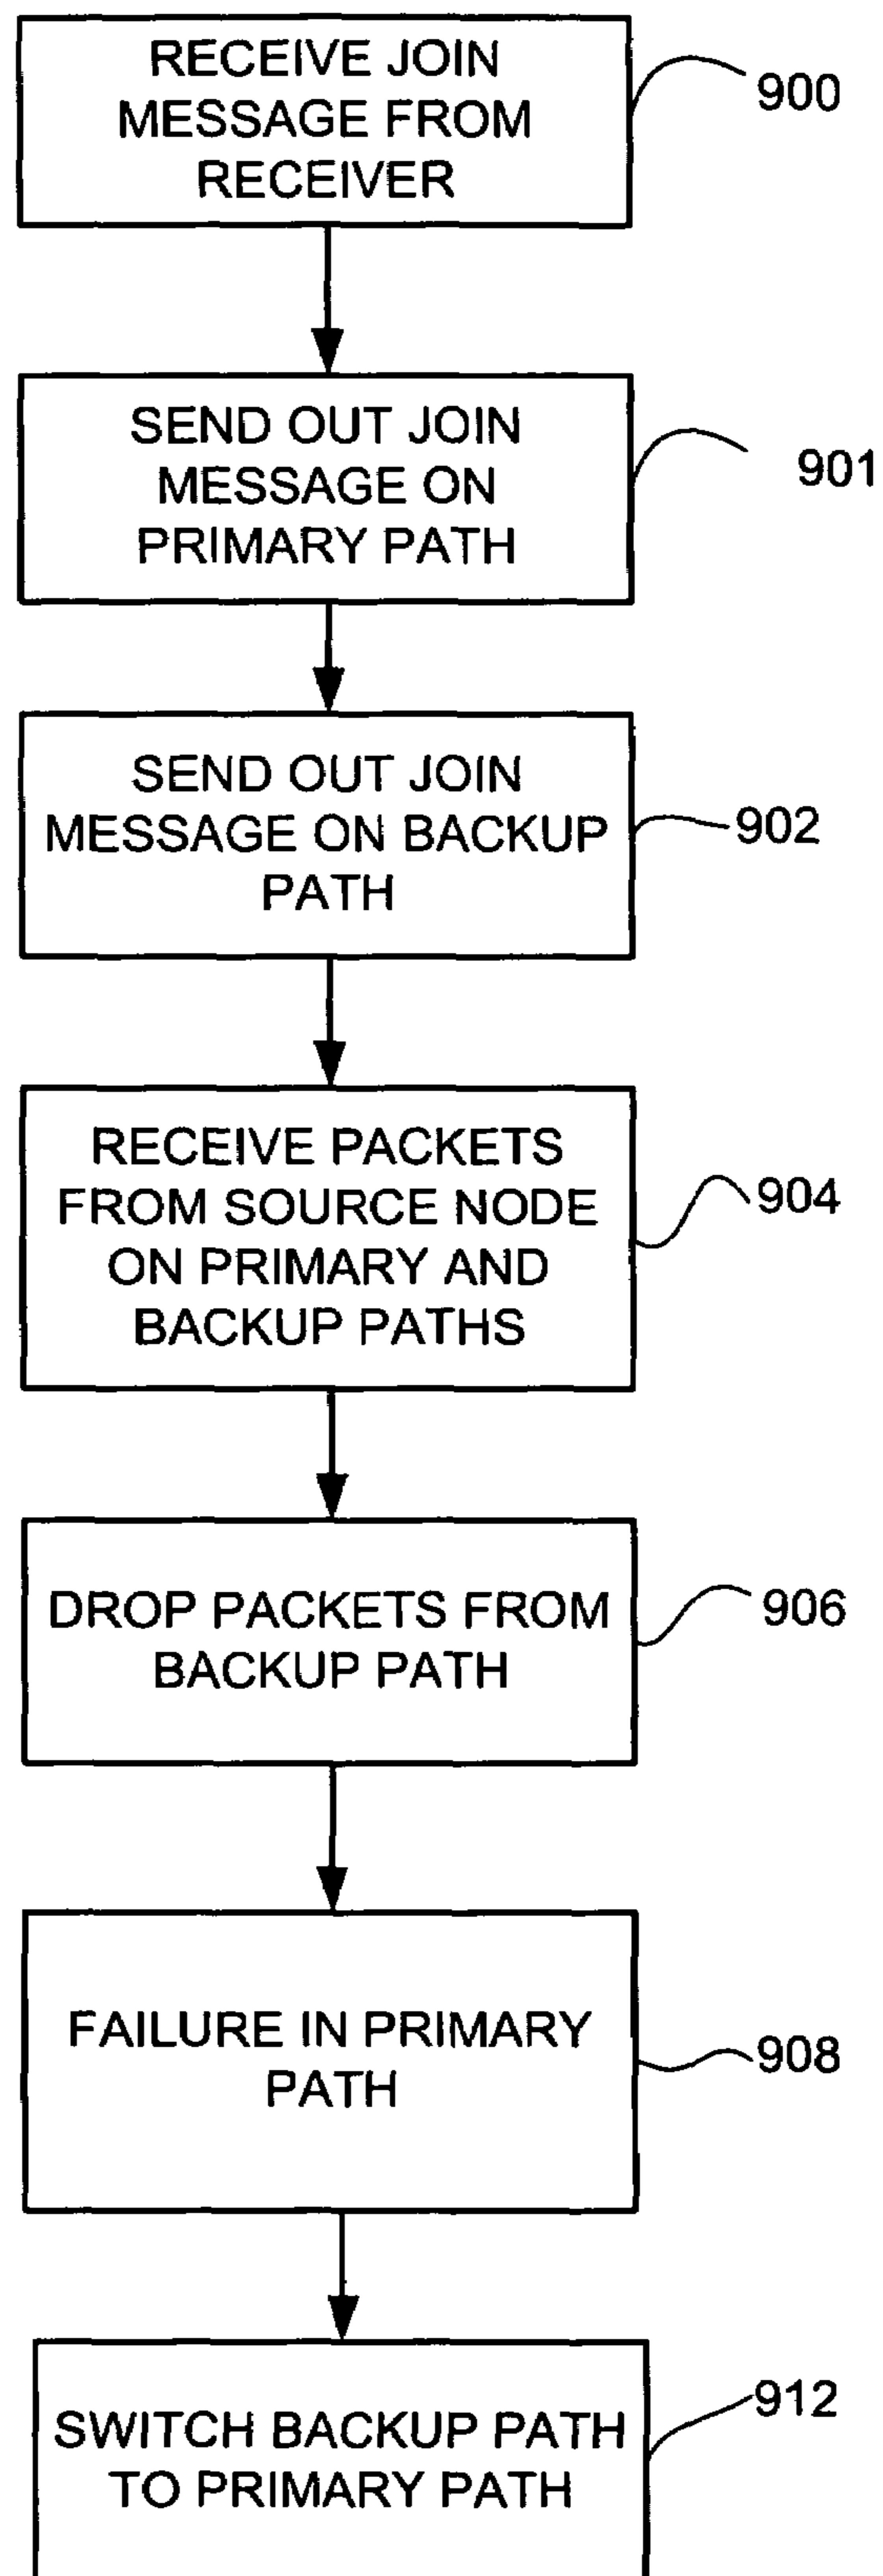 RECEIVE JOIN
MESSAGE FROM
RECEIVER
900
SEND OUT JOIN
MESSAGE ON
PRIMARY PATH
901
SEND OUT JOIN
MESSAGE ON BACKUP
PATH
902
RECEIVE PACKETS
FROM SOURCE NODE
ON PRIMARY AND
BACKUP PATHS
904
DROP PACKETS FROM
BACKUP PATH
906
FAILURE IN PRIMARY
PATH
908
SWITCH BACKUP PATH
TO PRIMARY PATH
912